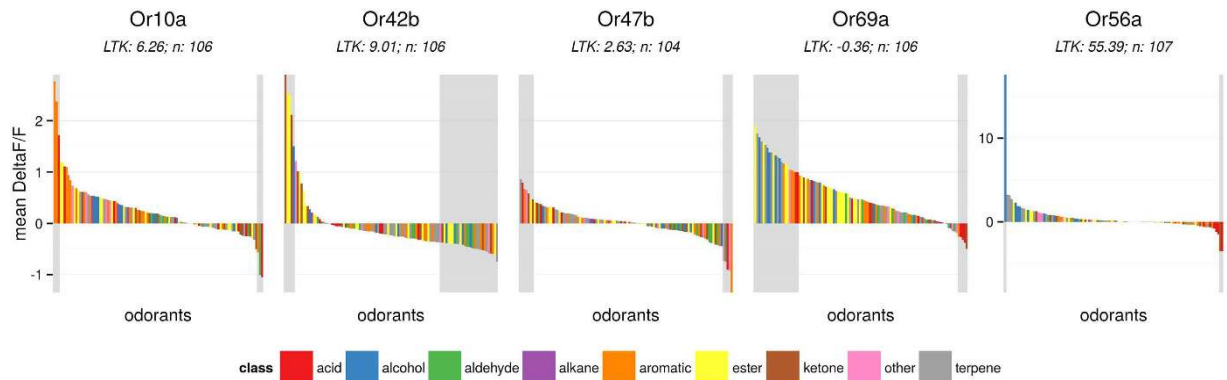 Or10a Or42b Or47b Or69a Or56a
LTK: 6.26; n: 106 LTK: 9.01; n: 106 LTK: 2.63; n: 104 LTK: -0.36; n: 106 LTK: 55.39; n: 107
mean DeltaF/F
2
1
0
-1
10
0
odorants odorants odorants odorants odorants
class acid alcohol aldehyde alkane aromatic ester ketone other terpene